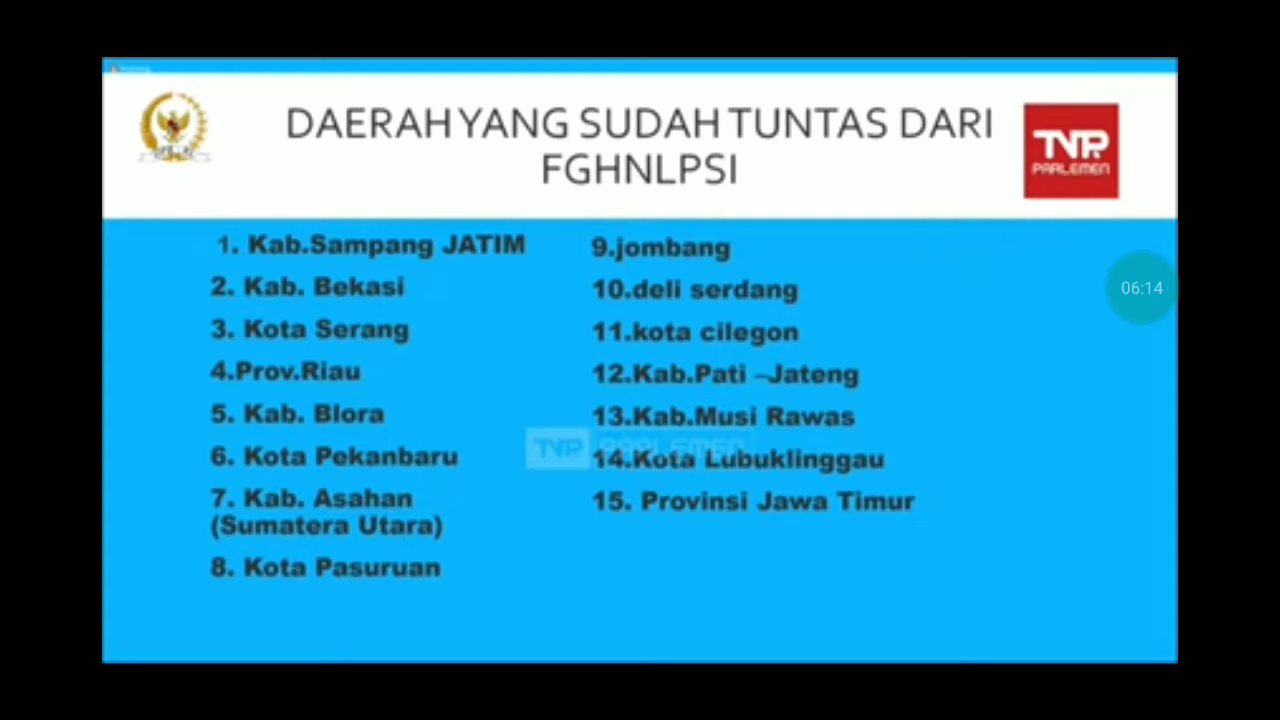 DAERAH YANG SUDAH TUNTAS DARI
FGHNLPSI
TVR
PARLEMEN
1. Kab.Sampang JATIM
2. Kab. Bekasi
3. Kota Serang
4.Prov.Riau
5. Kab. Blora
6. Kota Pekanbaru
7. Kab. Asahan
(Sumatera Utara)
8. Kota Pasuruan
9.jombang
10.deli serdang
11.kota cilegon
12.Kab.Pati –Jateng
13.Kab.Musi Rawas
14.Kota Lubuklinggau
15. Provinsi Jawa Timur
TVR PARLEMEN
06:14